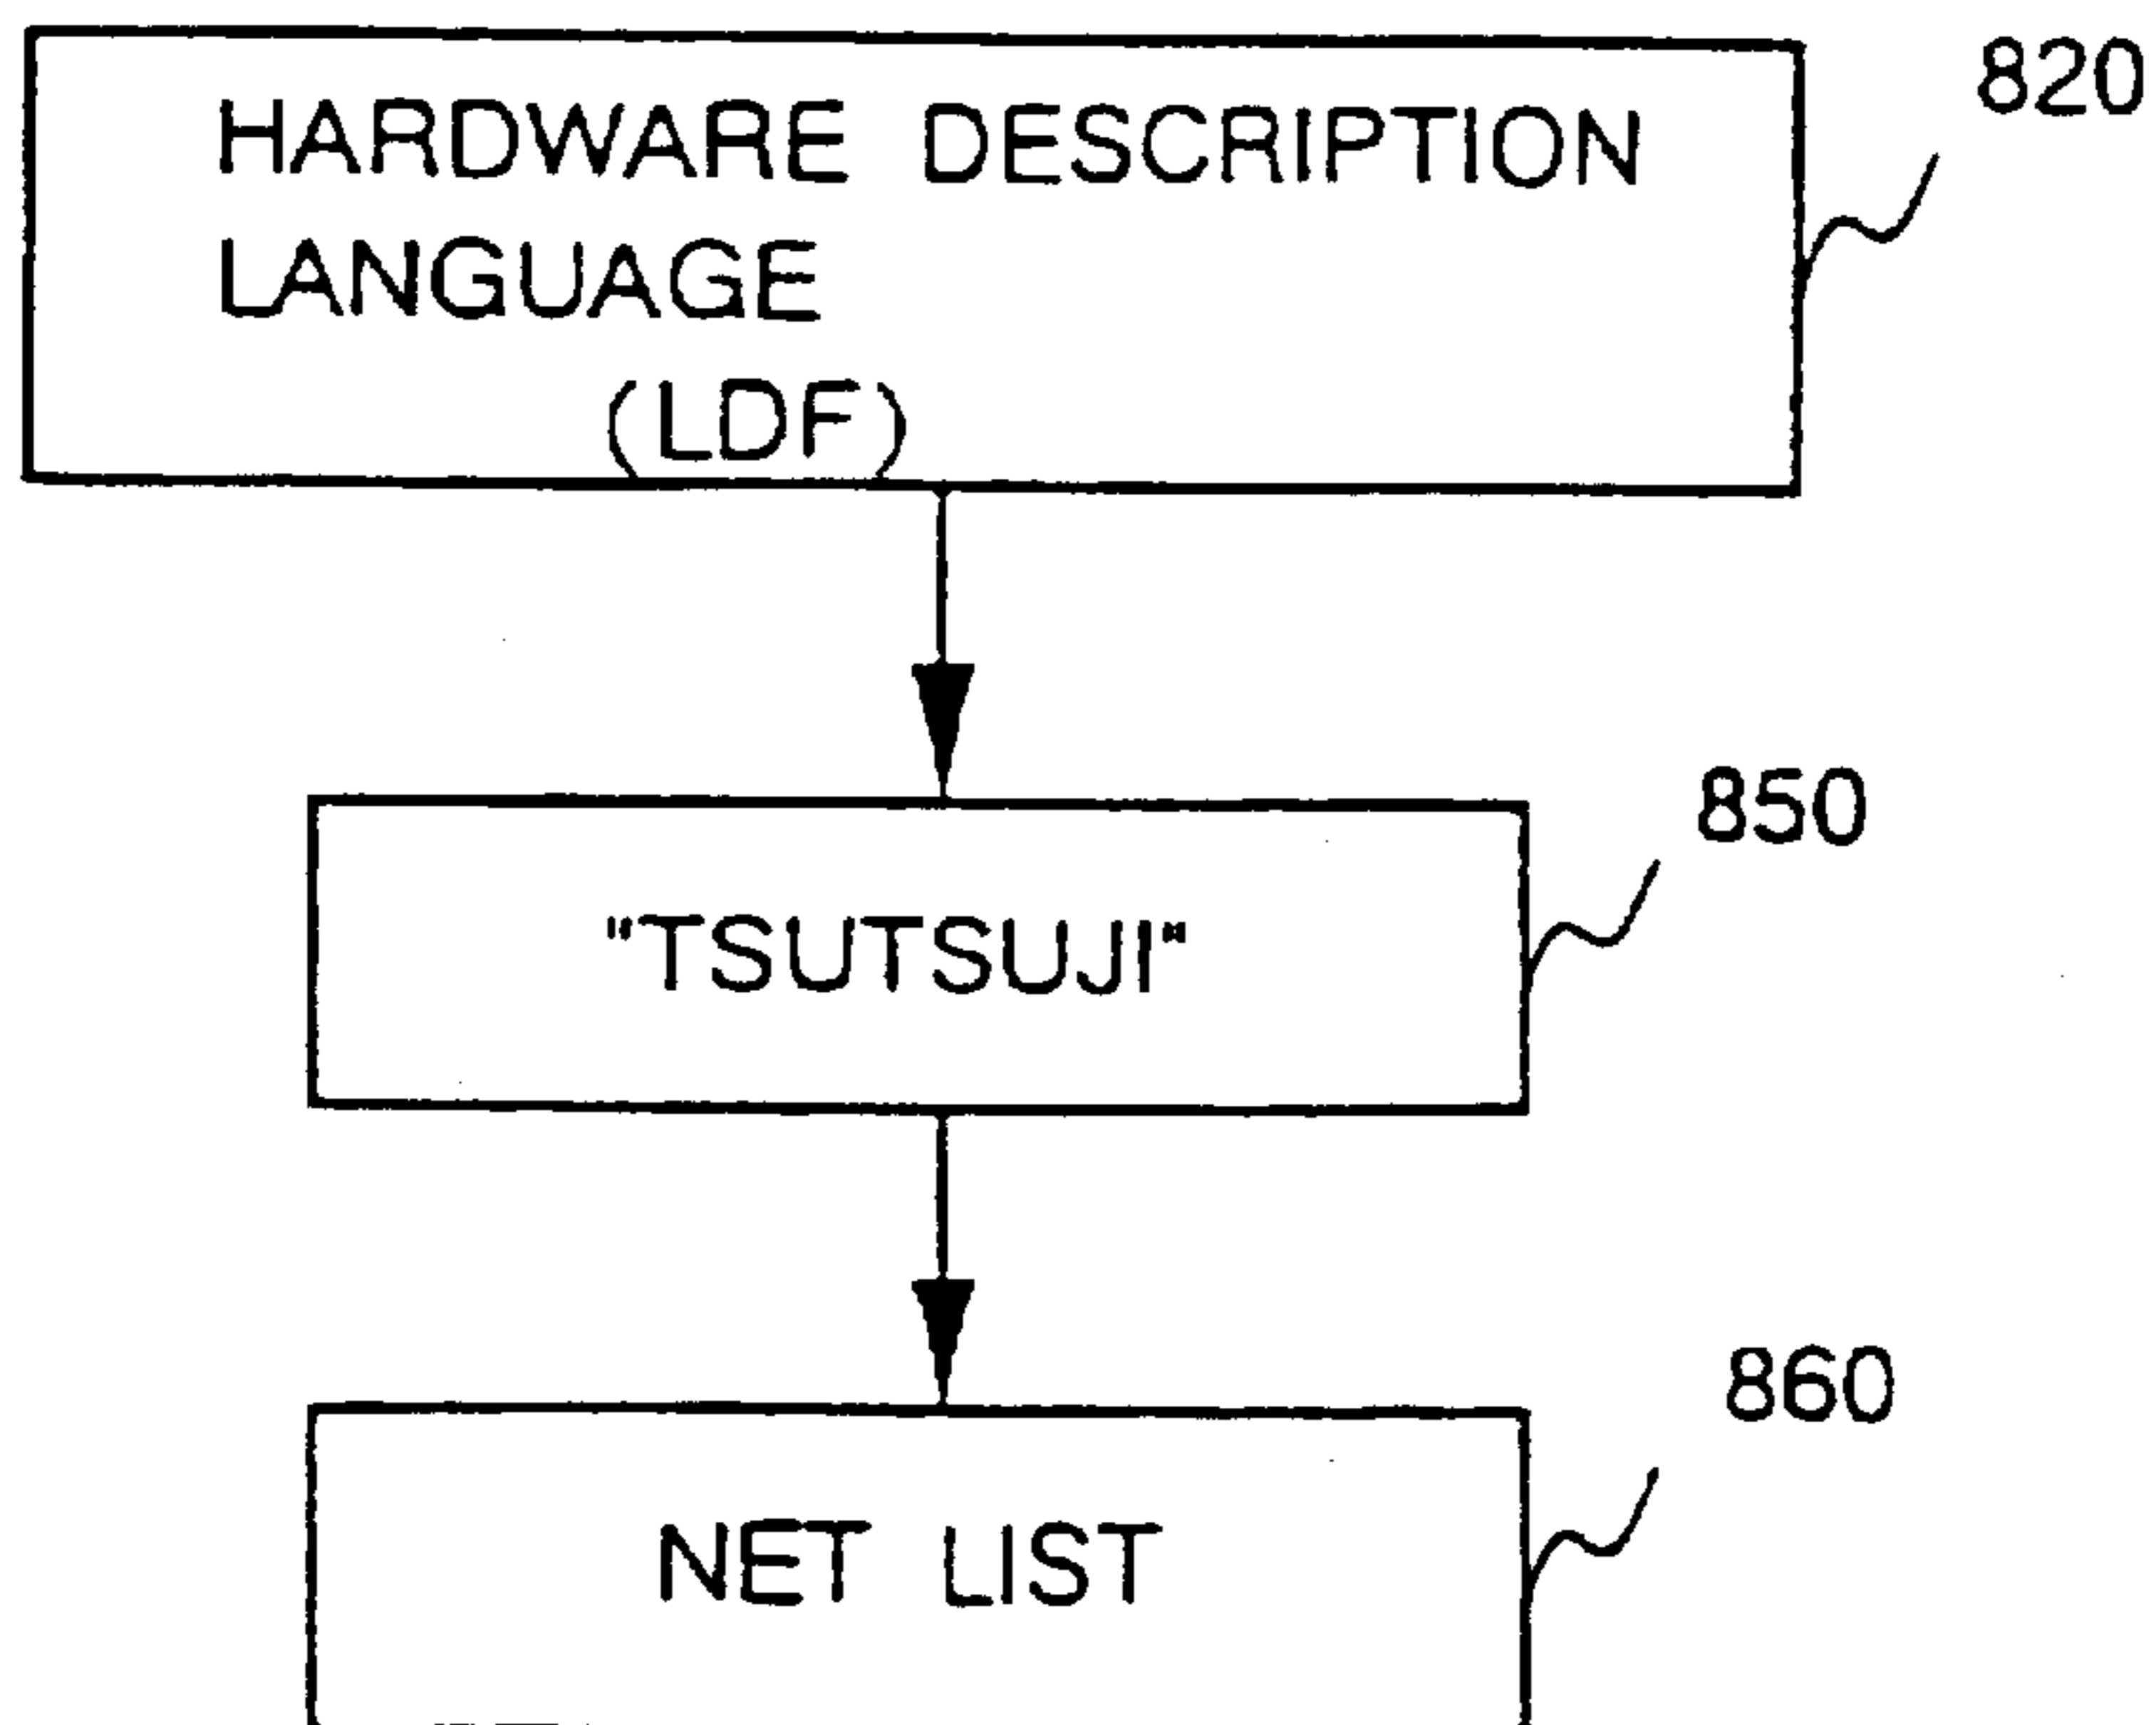 820
HARDWARE DESCRIPTION
LANGUAGE
(LDF)
850
"TSUTSUJI"
860
NET LIST